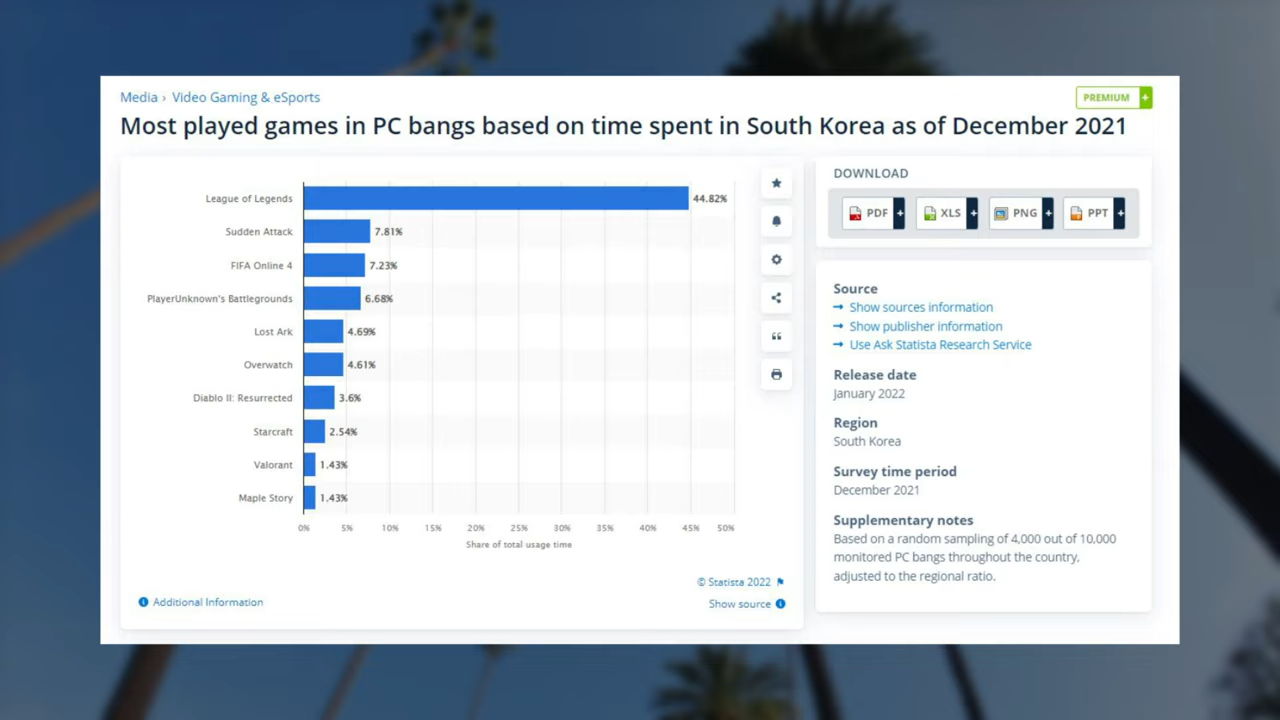 Media › Video Gaming & eSports
PREMIUM +
Most played games in PC bangs based on time spent in South Korea as of December 2021
League of Legends 44.82%
Sudden Attack 7.81%
FIFA Online 4 7.23%
PlayerUnknown's Battlegrounds 6.68%
Lost Ark 4.69%
Overwatch 4.61%
Diablo II: Resurrected 3.6%
Starcraft 2.54%
Valorant 1.43%
Maple Story 1.43%
0% 5% 10% 15% 20% 25% 30% 35% 40% 45% 50%
Share of total usage time
© Statista 2022
Additional Information
Show source
DOWNLOAD
PDF + XLS + PNG + PPT +
Source
→ Show sources information
→ Show publisher information
→ Use Ask Statista Research Service
Release date
January 2022
Region
South Korea
Survey time period
December 2021
Supplementary notes
Based on a random sampling of 4,000 out of 10,000
monitored PC bangs throughout the country,
adjusted to the regional ratio.